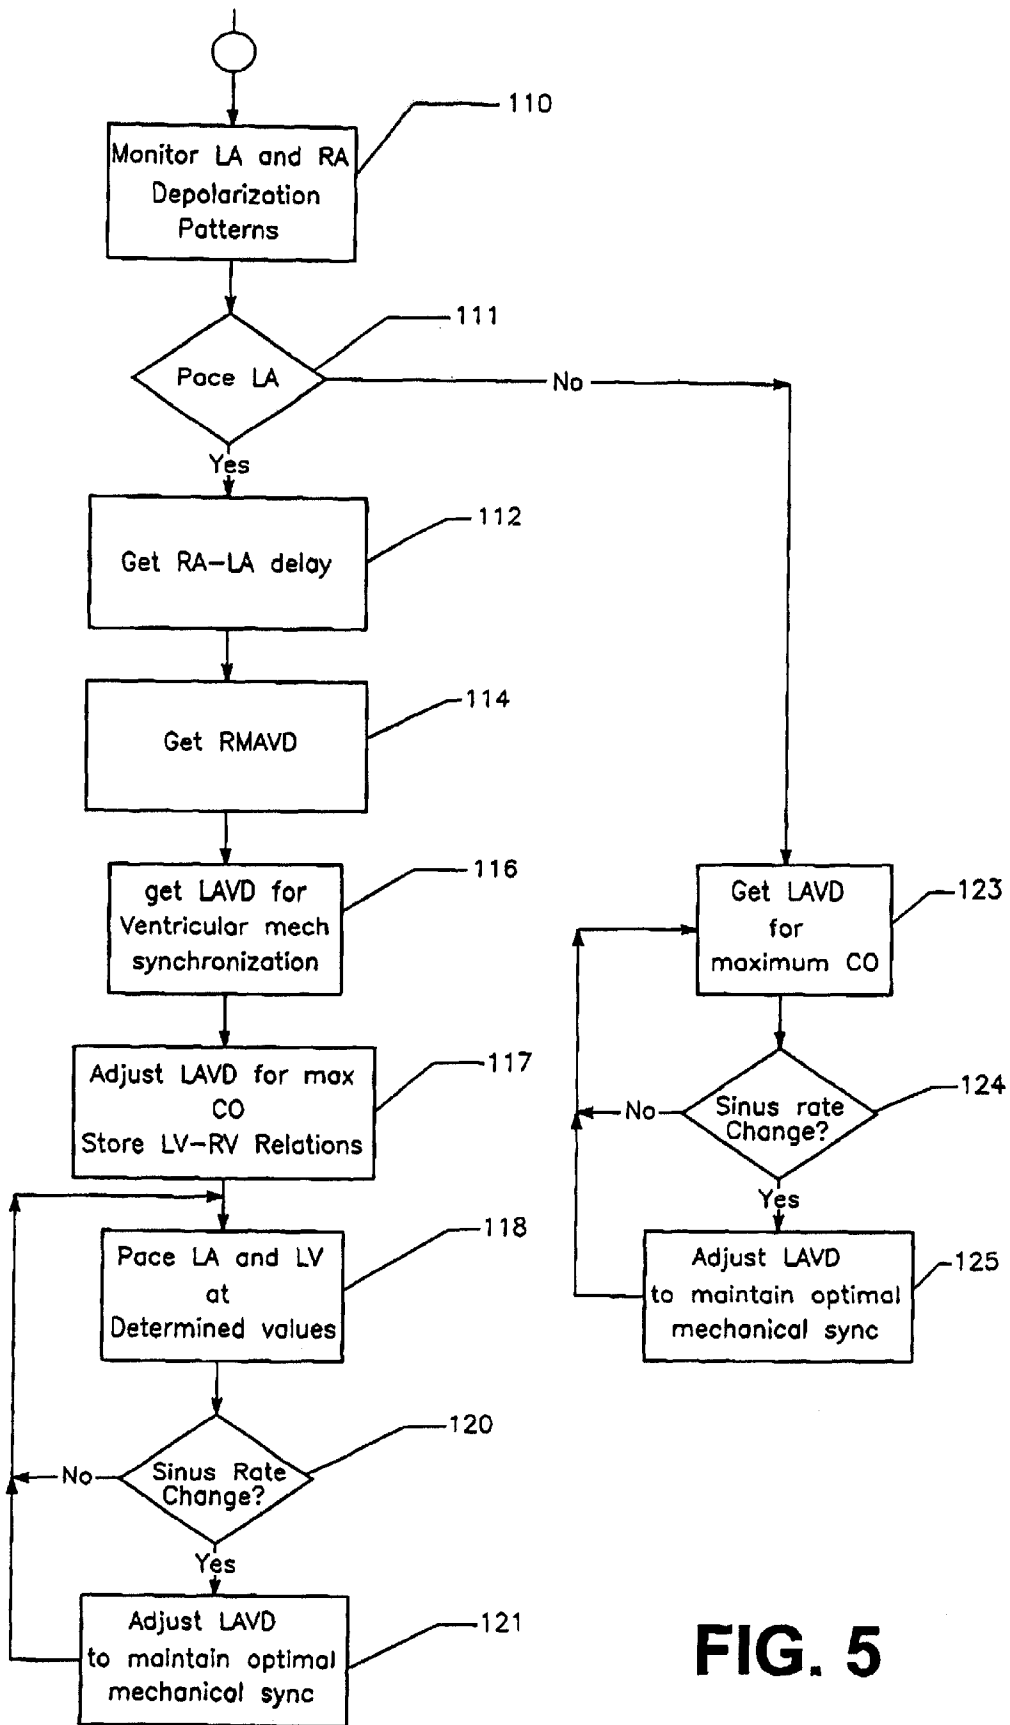 110
Monitor LA and RA
Depolarization
Patterns
111
Pace LA
No
Yes
112
Get RA-LA delay
114
Get RMAVD
116
get LAVD for
Ventricular mech
synchronization
117
Adjust LAVD for max
CO
Store LV-RV Relations
118
Pace LA and LV
at
Determined values
120
Sinus Rate
Change?
No
Yes
121
Adjust LAVD
to maintain optimal
mechanical sync
123
Get LAVD
for
maximum CO
124
Sinus rate
Change?
No
Yes
125
Adjust LAVD
to maintain optimal
mechanical sync
FIG. 5